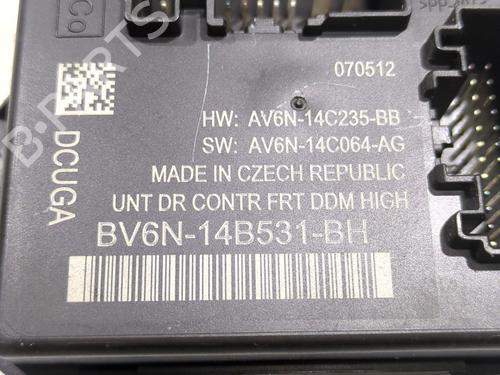 Co
070512
HW: AV6N-14C235-BB
SW: AV6N-14C064-AG
MADE IN CZECH REPUBLIC
UNT DR CONTR FRT DDM HIGH
BV6N-14B531-BH
DCUGA